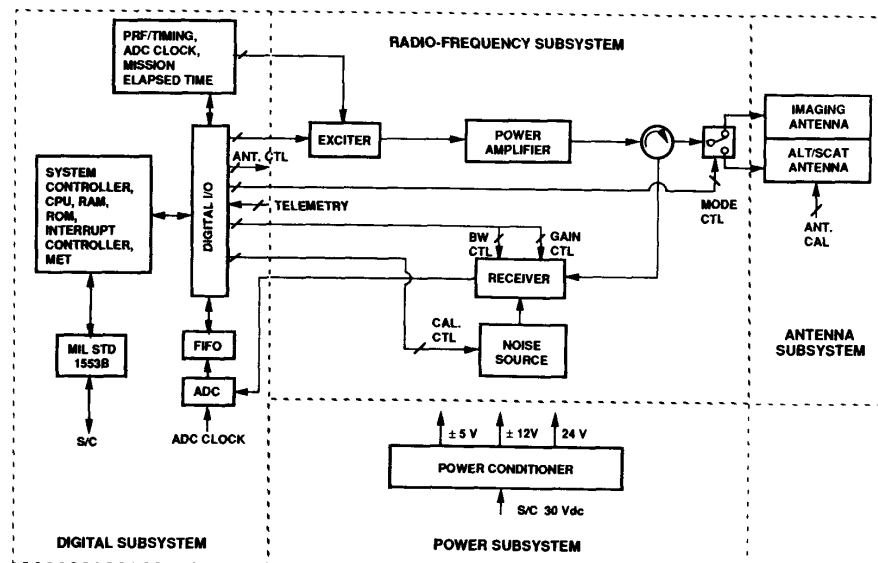 PRF/TIMING,
ADC CLOCK,
MISSION
ELAPSED TIME
RADIO-FREQUENCY SUBSYSTEM
EXCITER
POWER
AMPLIFIER
IMAGING
ANTENNA
ALT/SCAT
ANTENNA
ANT. CTL
SYSTEM
CONTROLLER,
CPU, RAM,
ROM,
INTERRUPT
CONTROLLER,
MET
DIGITAL I/O
TELEMETRY
MODE
CTL
ANT.
CAL
BW
CTL
GAIN
CTL
RECEIVER
CAL.
CTL
NOISE
SOURCE
ANTENNA
SUBSYSTEM
MIL STD
1553B
FIFO
ADC
S/C
ADC CLOCK
± 5 V
± 12V
24 V
POWER CONDITIONER
S/C 30 Vdc
DIGITAL SUBSYSTEM
POWER SUBSYSTEM